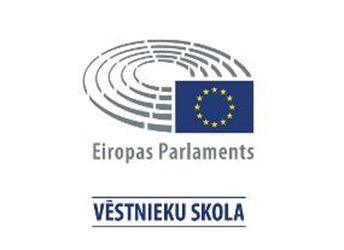 Eiropas Parlaments
VĒSTNIEKU SKOLA